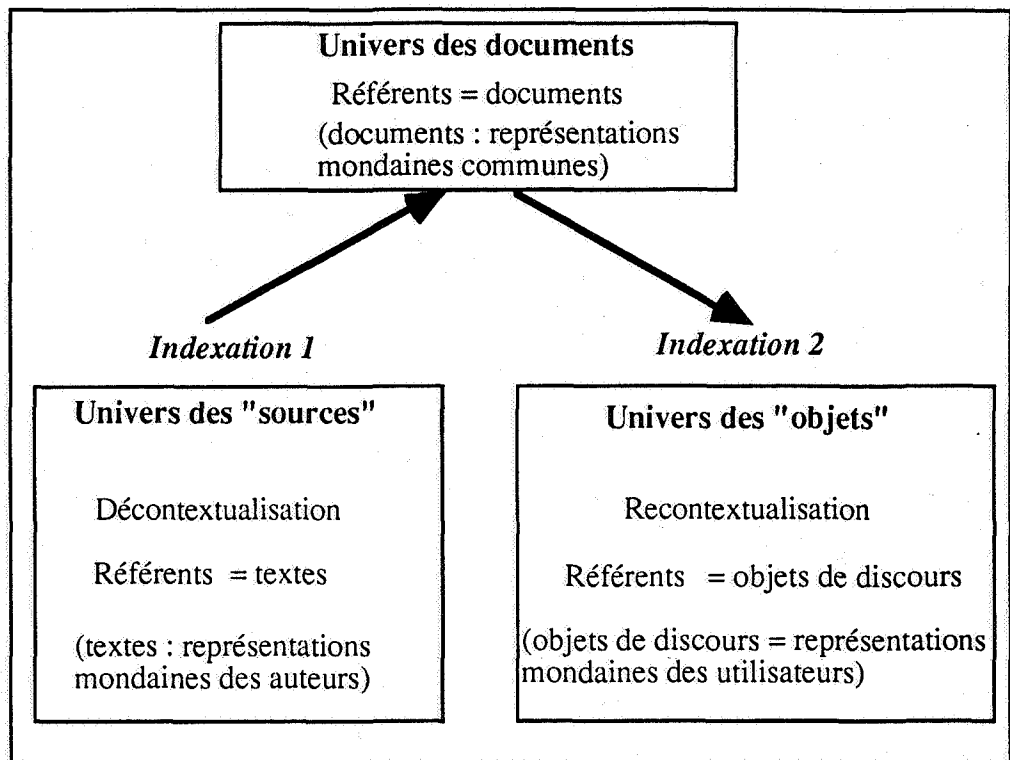 Univers des documents
Référents = documents
(documents : représentations
mondaines communes)
Indexation 1
Indexation 2
Univers des "sources"
Décontextualisation
Référents = textes
(textes : représentations
mondaines des auteurs)
Univers des "objets"
Recontextualisation
Référents = objets de discours
(objets de discours = représentations
mondaines des utilisateurs)